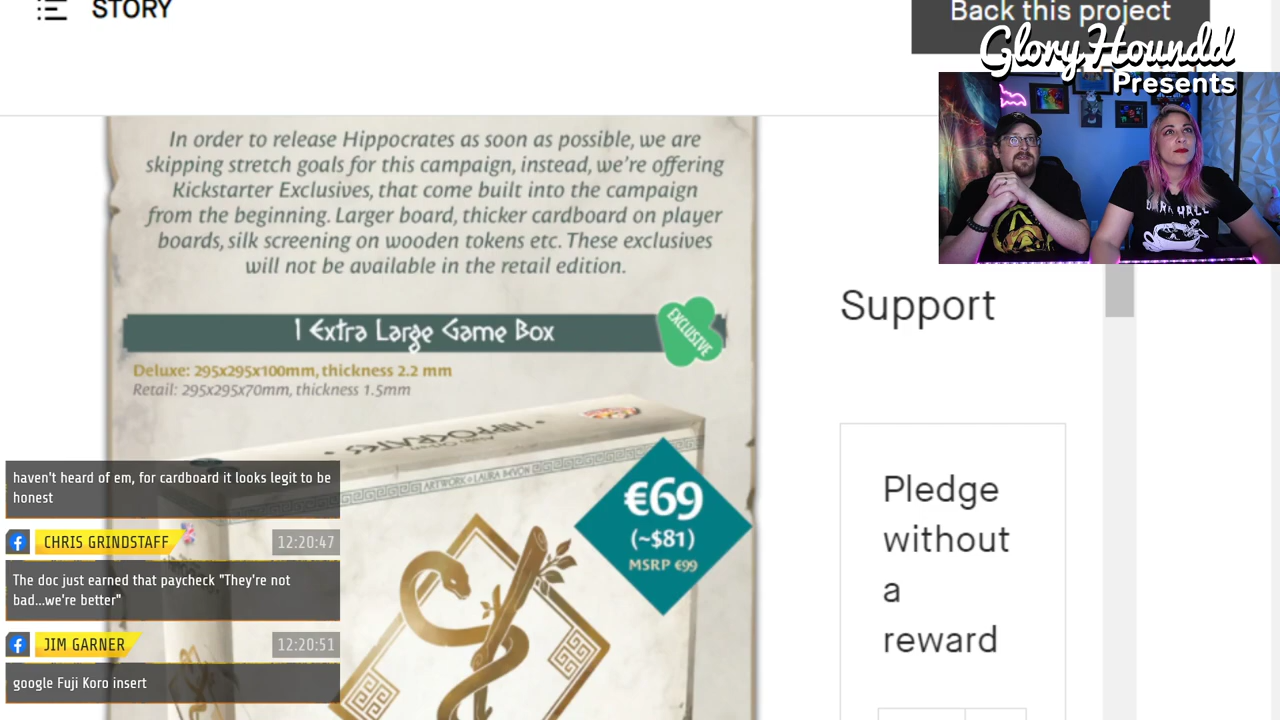 STORY
Back this project
GloryHoundd
Presents
In order to release Hippocrates as soon as possible, we are
skipping stretch goals for this campaign, instead, we're offering
Kickstarter Exclusives, that come built into the campaign
from the beginning. Larger board, thicker cardboard on player
boards, silk screening on wooden tokens etc. These exclusives
will not be available in the retail edition.
1 Extra Large Game Box
EXCLUSIVE
Deluxe: 295x295x100mm, thickness 2.2 mm
Retail: 295x295x70mm, thickness 1.5mm
HIPPOKRATES
ARTWORK
LAURA BEVON
€69
(~$81)
MSRP €99
Support
Pledge
without
a
reward
haven't heard of em, for cardboard it looks legit to be
honest
CHRIS GRINDSTAFF 12:20:47
The doc just earned that paycheck "They're not
bad...we're better"
JIM GARNER 12:20:51
google Fuji Koro insert